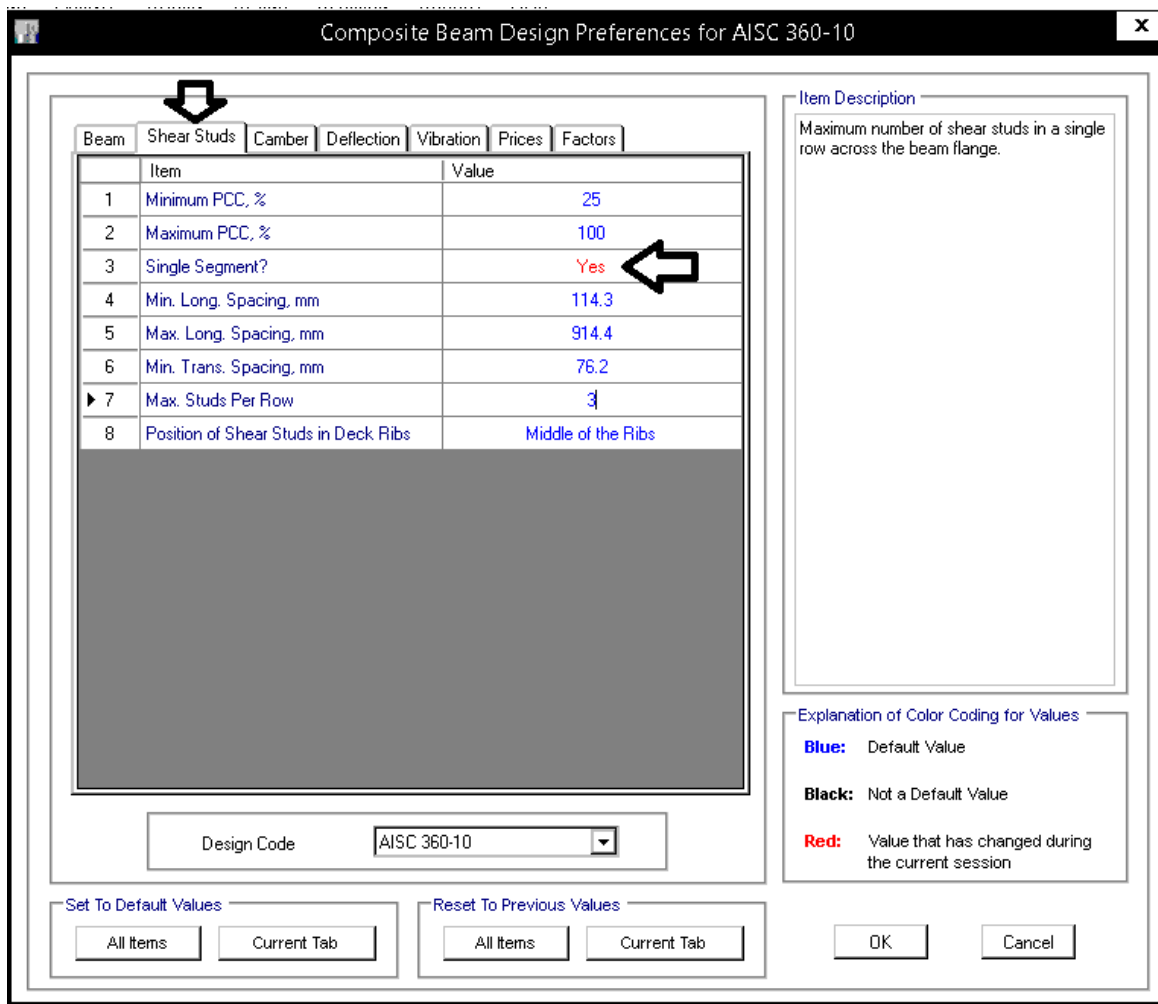 Composite Beam Design Preferences for AISC 360-10
x
Beam Shear Studs Camber Deflection Vibration Prices Factors
Item Value
1 Minimum PCC, % 25
2 Maximum PCC, % 100
3 Single Segment? Yes
4 Min. Long. Spacing, mm 114.3
5 Max. Long. Spacing, mm 914.4
6 Min. Trans. Spacing, mm 76.2
7 Max. Studs Per Row 3
8 Position of Shear Studs in Deck Ribs Middle of the Ribs
Design Code AISC 360-10
Set To Default Values
All Items Current Tab
Reset To Previous Values
All Items Current Tab
Item Description
Maximum number of shear studs in a single
row across the beam flange.
Explanation of Color Coding for Values
Blue: Default Value
Black: Not a Default Value
Red: Value that has changed during
the current session
OK Cancel